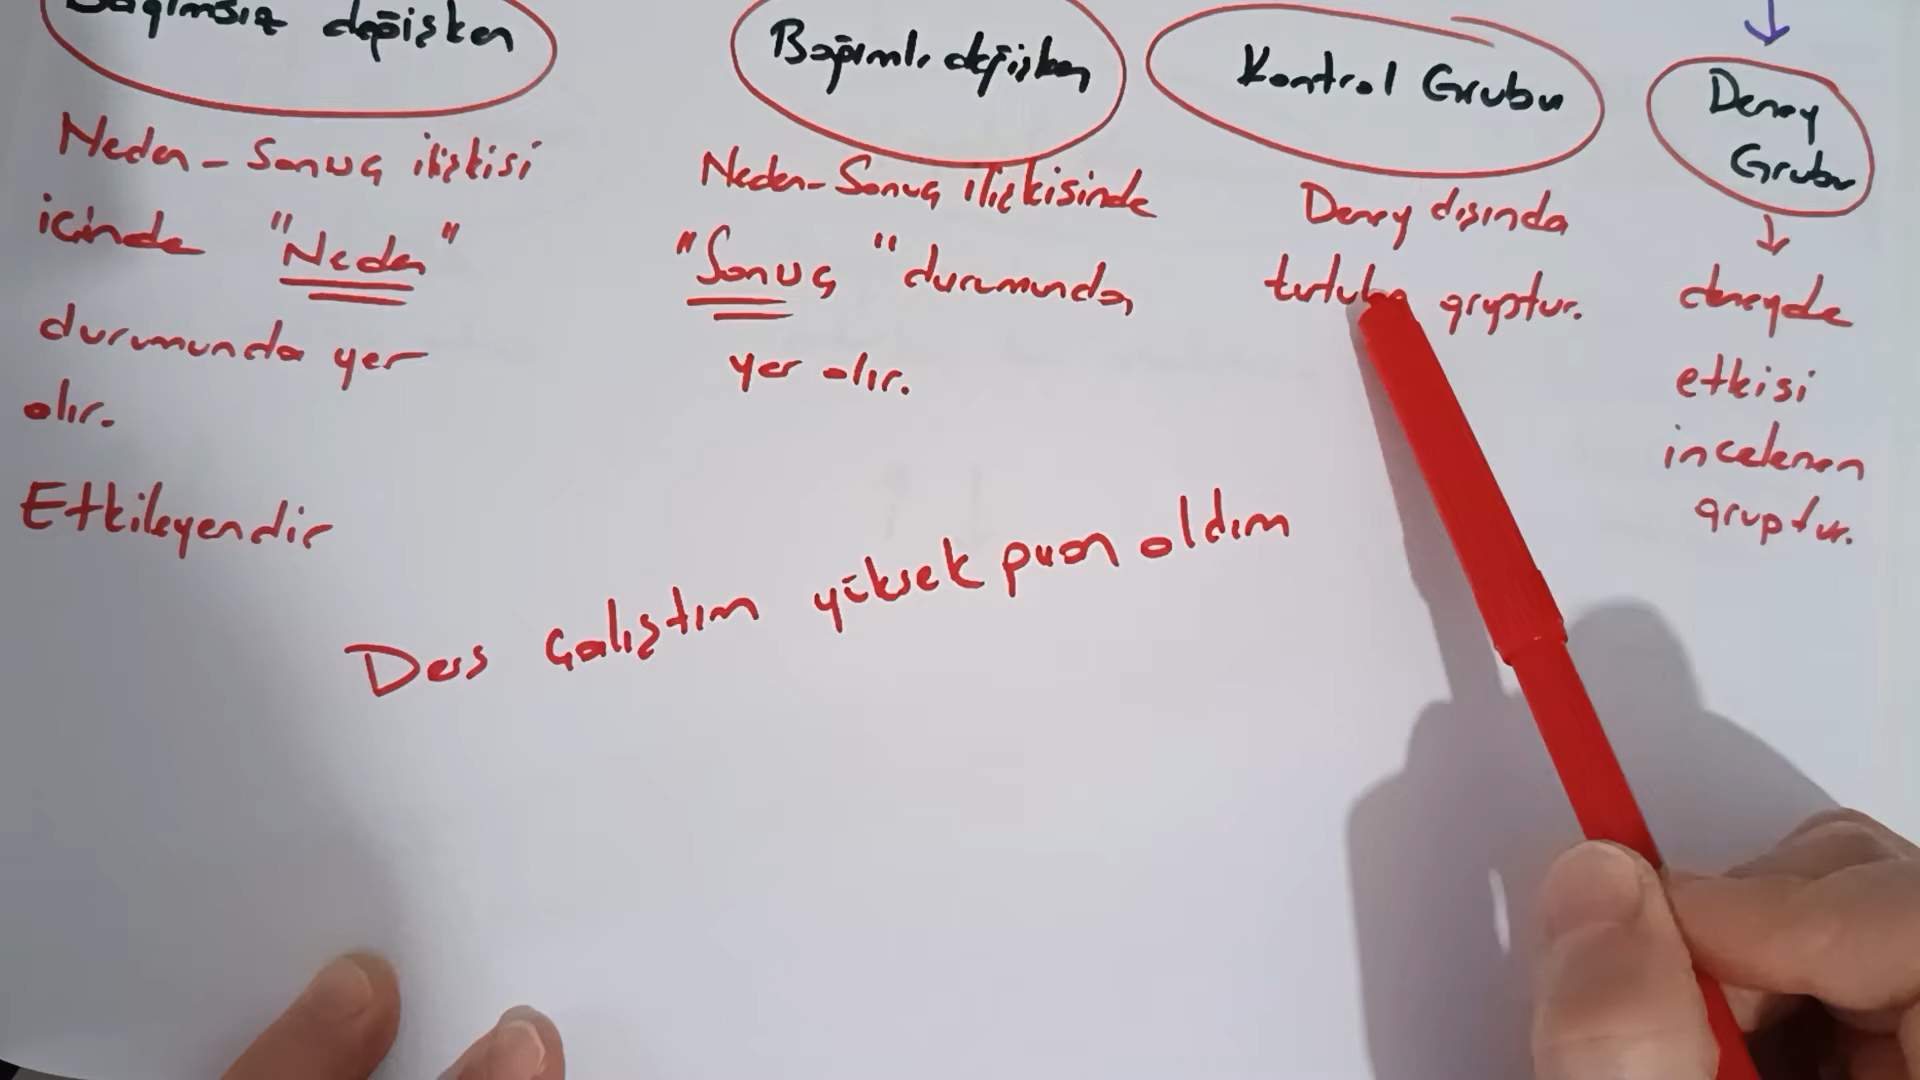 Bağımsız değişken
Neden-Sonuç ilişkisi
içinde "Neden"
durumunda yer
alır.
Etkileyendir
Bağımlı değişken
Neden-Sonuç ilişkisinde
"Sonuç" durumunda
yer alır.
Kontrol Grubu
Deney dışında
tutulan gruptur.
Deney
Grubu
deneyde
etkisi
incelenen
gruptur.
Ders çalıştım yüksek puan aldım